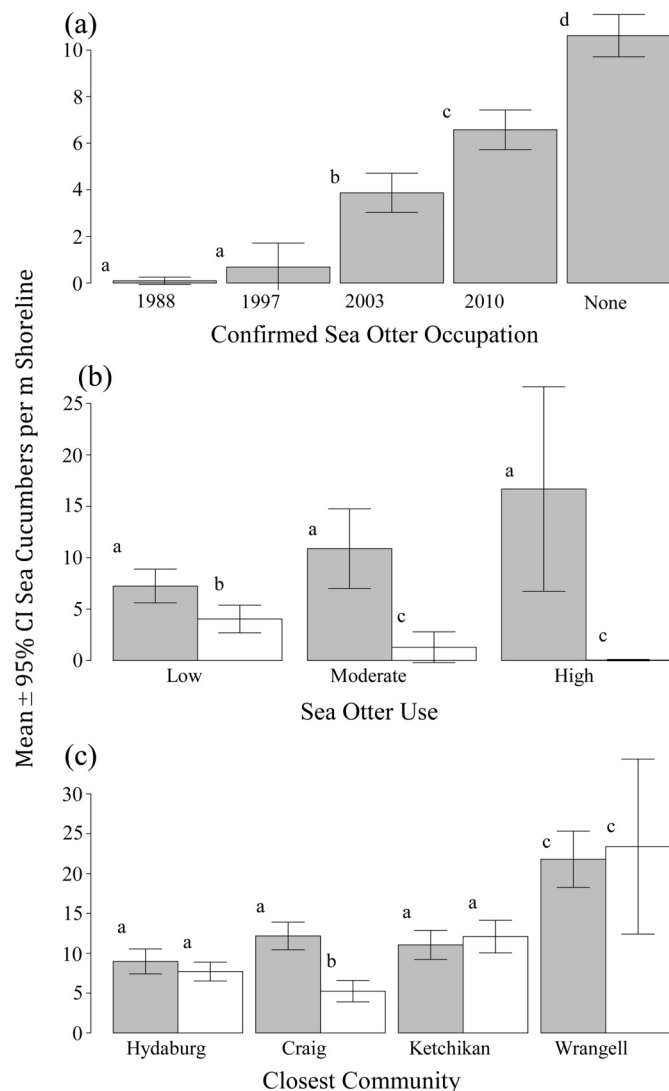 Mean ± 95% CI Sea Cucumbers per m Shoreline
(a)
10
8
6
4
2
0
a
a
b
c
d
1988 1997 2003 2010 None
Confirmed Sea Otter Occupation
(b)
25
20
15
10
5
0
a
b
a
c
a
c
Low Moderate High
Sea Otter Use
(c)
30
25
20
15
10
5
0
a
a
a
b
a
a
c
c
Hydaburg Craig Ketchikan Wrangell
Closest Community